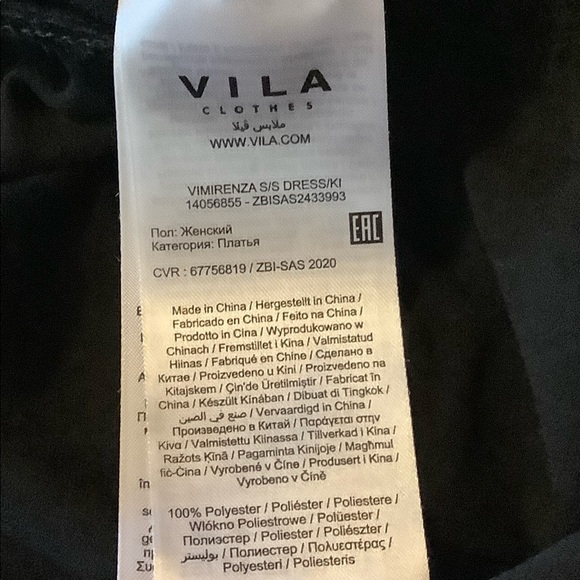 VILA
CLOTHES
ملابس ڤيلا
WWW.VILA.COM
VIMIRENZA S/S DRESS/KI
14056855 - ZBISAS2433993
Пол: Женский
Категория: Платья
EAC
CVR : 67756819 / ZBI-SAS 2020
Made in China / Hergestellt in China /
Fabricado en China / Feito na China /
Prodotto in Cina / Wyprodukowano w
Chinach / Fremstillet i Kina / Valmistatud
Hiinas / Fabriqué en Chine / Сделано в
Китае / Proizvedeno u Kini / Proizvedeno na
Kitajskem / Çin'de Üretilmiştir / Fabricat în
China / Készült Kínában / Dibuat di Tingkok /
صنع في الصين / Vervaardigd in China /
Произведено в Китай / Παράγεται στην
Κίνα / Valmistettu Kiinassa / Tillverkad i Kina /
Ražots Ķīnā / Pagaminta Kinijoje / Magħmul
fiċ-Ċina / Vyrobené v Číne / Produsert i Kina /
Vyrobeno v Číně
100% Polyester / Poliéster / Poliestere /
Włókno Poliestrowe / Polüester /
Полиэстер / Poliester / Poliészter /
بوليستر / Полиестер / Πολυεστέρας /
Polyesteri / Poliesteris